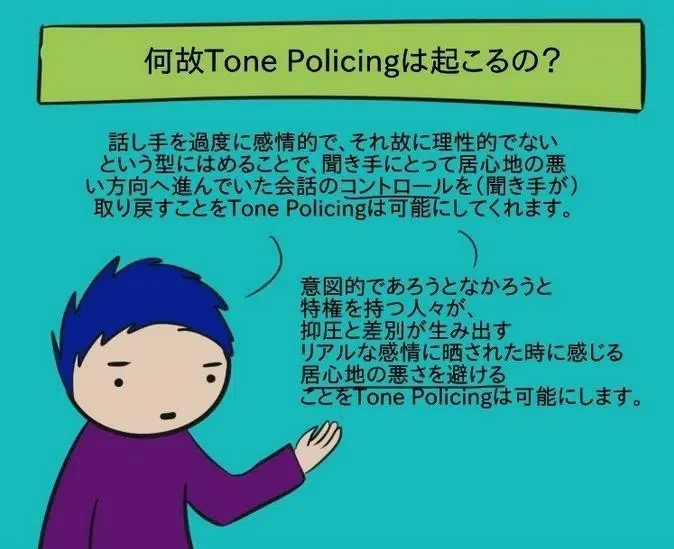 何故Tone Policingは起こるの？
話し手を過度に感情的で、それ故に理性的でない
という型にはめることで、聞き手にとって居心地の悪
い方向へ進んでいた会話のコントロールを（聞き手が）
取り戻すことをTone Policingは可能にしてくれます。
意図的であろうとなかろうと
特権を持つ人々が、
抑圧と差別が生み出す
リアルな感情に晒された時に感じる
居心地の悪さを避ける
ことをTone Policingは可能にします。